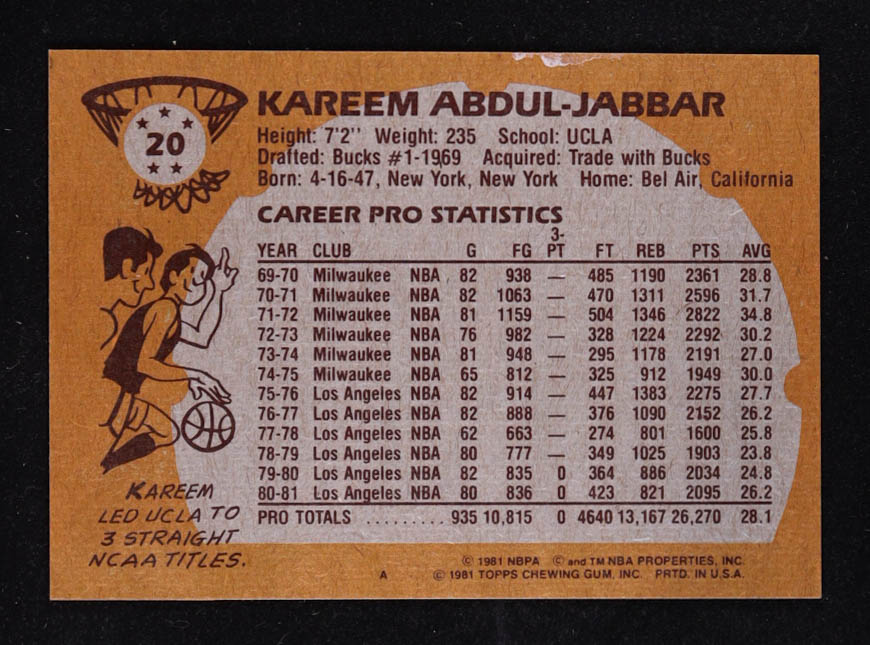 20
KAREEM ABDUL-JABBAR
Height: 7'2'' Weight: 235 School: UCLA
Drafted: Bucks #1-1969 Acquired: Trade with Bucks
Born: 4-16-47, New York, New York Home: Bel Air, California
CAREER PRO STATISTICS
YEAR CLUB G FG 3-PT FT REB PTS AVG
69-70 Milwaukee NBA 82 938 — 485 1190 2361 28.8
70-71 Milwaukee NBA 82 1063 — 470 1311 2596 31.7
71-72 Milwaukee NBA 81 1159 — 504 1346 2822 34.8
72-73 Milwaukee NBA 76 982 — 328 1224 2292 30.2
73-74 Milwaukee NBA 81 948 — 295 1178 2191 27.0
74-75 Milwaukee NBA 65 812 — 325 912 1949 30.0
75-76 Los Angeles NBA 82 914 — 447 1383 2275 27.7
76-77 Los Angeles NBA 82 888 — 376 1090 2152 26.2
77-78 Los Angeles NBA 62 663 — 274 801 1600 25.8
78-79 Los Angeles NBA 80 777 — 349 1025 1903 23.8
79-80 Los Angeles NBA 82 835 0 364 886 2034 24.8
80-81 Los Angeles NBA 80 836 0 423 821 2095 26.2
PRO TOTALS ......... 935 10,815 0 4640 13,167 26,270 28.1
KAREEM
LED UCLA TO
3 STRAIGHT
NCAA TITLES.
© 1981 NBPA © and TM NBA PROPERTIES, INC.
A © 1981 TOPPS CHEWING GUM, INC. PRTD. IN U.S.A.